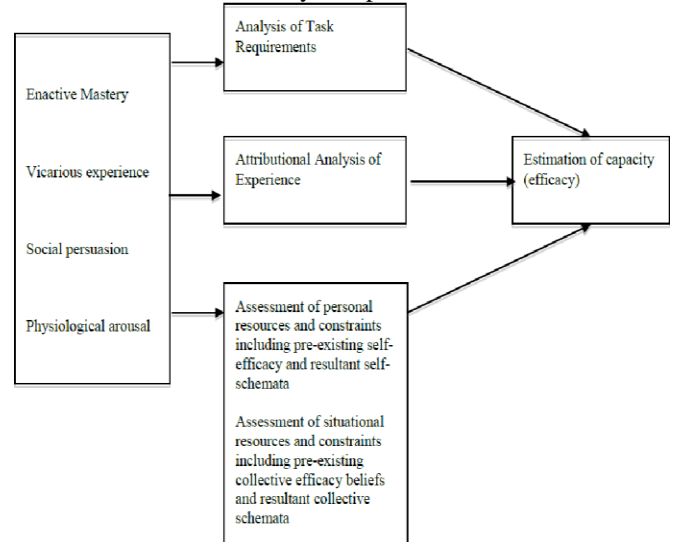 Enactive Mastery
Vicarious experience
Social persuasion
Physiological arousal
Analysis of Task
Requirements
Attributional Analysis of
Experience
Assessment of personal
resources and constraints
including pre-existing self-
efficacy and resultant self-
schemata
Assessment of situational
resources and constraints
including pre-existing
collective efficacy beliefs
and resultant collective
schemata
Estimation of capacity
(efficacy)